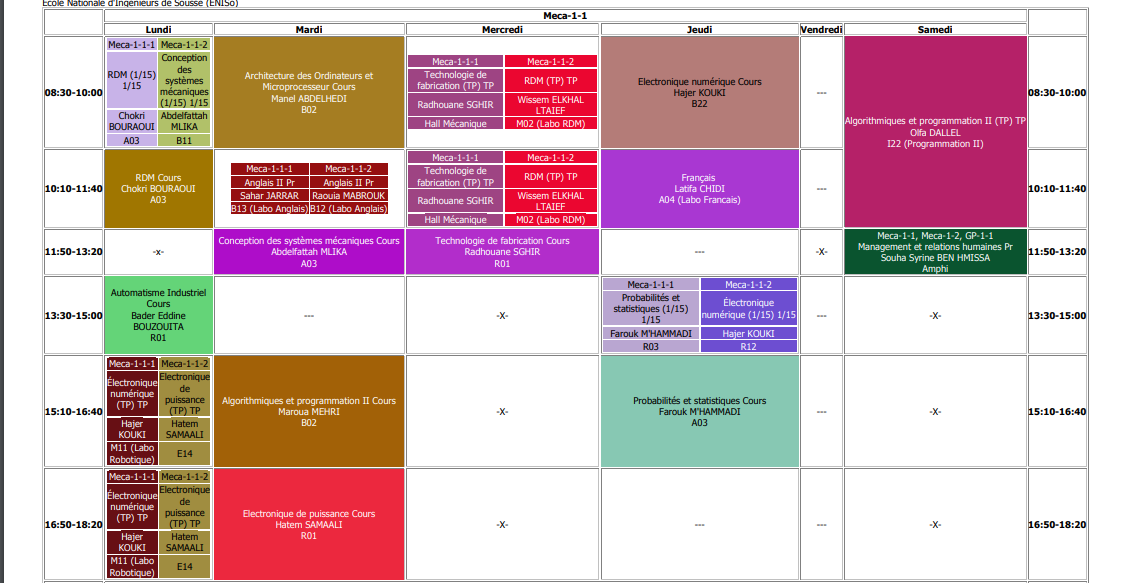 Ecole Nationale d'Ingénieurs de Sousse (ENISo)
Meca-1-1
Lundi Mardi Mercredi Jeudi Vendredi Samedi
08:30-10:00
Meca-1-1-1 Meca-1-1-2
RDM (1/15)
1/15
Conception
des
systèmes
mécaniques
(1/15) 1/15
Chokri
BOURAOUI
Abdelfattah
MLIKA
A03 B11
Architecture des Ordinateurs et
Microprocesseur Cours
Manel ABDELHEDI
B02
Meca-1-1-1 Meca-1-1-2
Technologie de
fabrication (TP) TP
RDM (TP) TP
Radhouane SGHIR
Wissem ELKHAL
LTAIEF
Hall Mécanique M02 (Labo RDM)
Electronique numérique Cours
Hajer KOUKI
B22
---
Algorithmiques et programmation II (TP) TP
Olfa DALLEL
I22 (Programmation II)
08:30-10:00
10:10-11:40
RDM Cours
Chokri BOURAOUI
A03
Meca-1-1-1 Meca-1-1-2
Anglais II Pr Anglais II Pr
Sahar JARRAR Raouia MABROUK
B13 (Labo Anglais) B12 (Labo Anglais)
Meca-1-1-1 Meca-1-1-2
Technologie de
fabrication (TP) TP
RDM (TP) TP
Radhouane SGHIR
Wissem ELKHAL
LTAIEF
Hall Mécanique M02 (Labo RDM)
Français
Latifa CHIDI
A04 (Labo Francais)
---
10:10-11:40
11:50-13:20
-x-
Conception des systèmes mécaniques Cours
Abdelfattah MLIKA
A03
Technologie de fabrication Cours
Radhouane SGHIR
R01
---
-X-
Meca-1-1, Meca-1-2, GP-1-1
Management et relations humaines Pr
Souha Syrine BEN HMISSA
Amphi
11:50-13:20
13:30-15:00
Automatisme Industriel
Cours
Bader Eddine
BOUZOUITA
R01
---
-X-
Meca-1-1-1 Meca-1-1-2
Probabilités et
statistiques (1/15)
1/15
Électronique
numérique (1/15) 1/15
Farouk M'HAMMADI Hajer KOUKI
R03 R12
---
-X-
13:30-15:00
15:10-16:40
Meca-1-1-1 Meca-1-1-2
Électronique
numérique
(TP) TP
Electronique
de
puissance
(TP) TP
Hajer
KOUKI
Hatem
SAMAALI
M11 (Labo
Robotique)
E14
Algorithmiques et programmation II Cours
Maroua MEHRI
B02
-X-
Probabilités et statistiques Cours
Farouk M'HAMMADI
A03
---
-X-
15:10-16:40
16:50-18:20
Meca-1-1-1 Meca-1-1-2
Électronique
numérique
(TP) TP
Electronique
de
puissance
(TP) TP
Hajer
KOUKI
Hatem
SAMAALI
M11 (Labo
Robotique)
E14
Electronique de puissance Cours
Hatem SAMAALI
R01
-X-
---
---
-X-
16:50-18:20